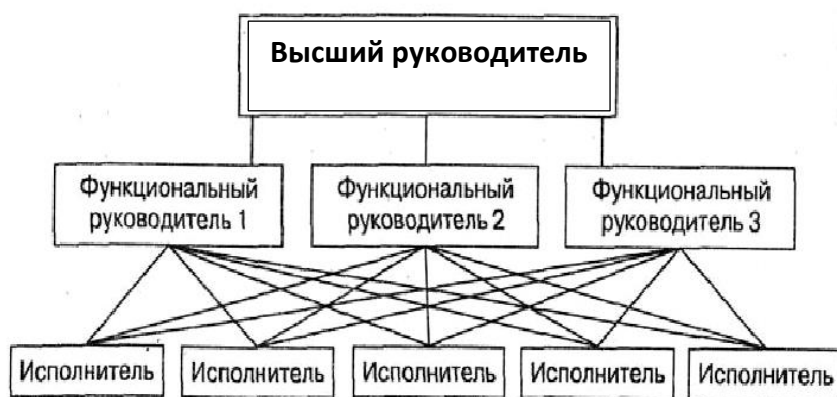 Высший руководитель
Функциональный
руководитель 1
Функциональный
руководитель 2
Функциональный
руководитель 3
Исполнитель
Исполнитель
Исполнитель
Исполнитель
Исполнитель